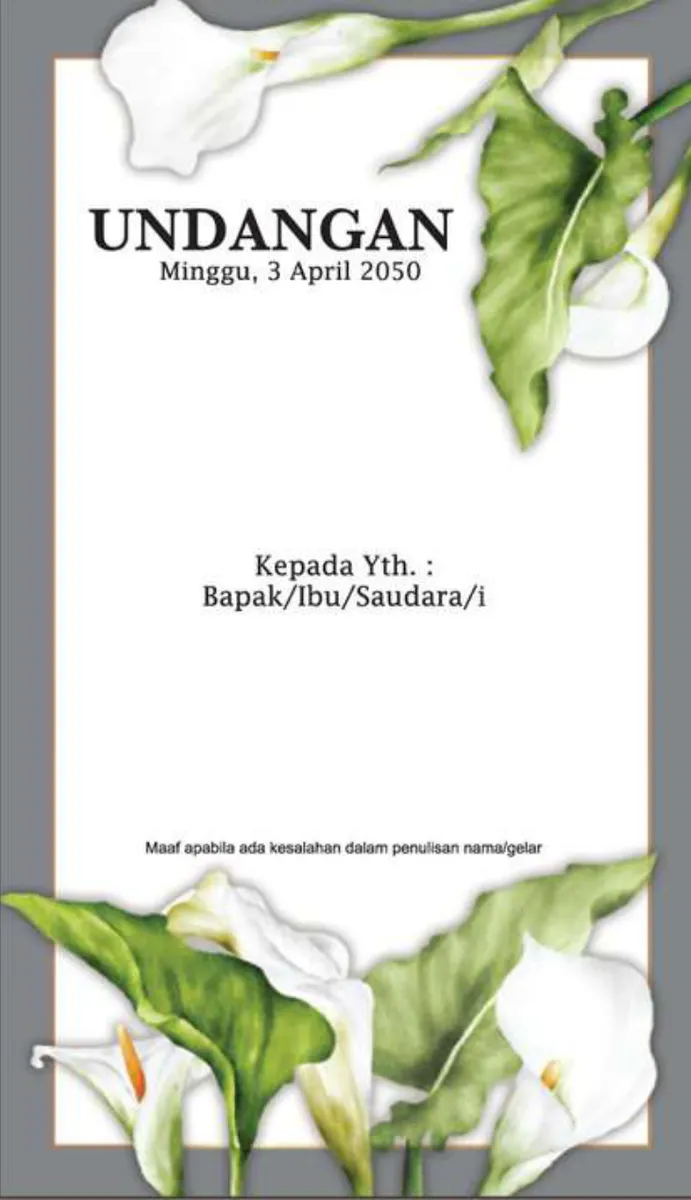 UNDANGAN
Minggu, 3 April 2050
Kepada Yth. :
Bapak/Ibu/Saudara/i
Maaf apabila ada kesalahan dalam penulisan nama/gelar